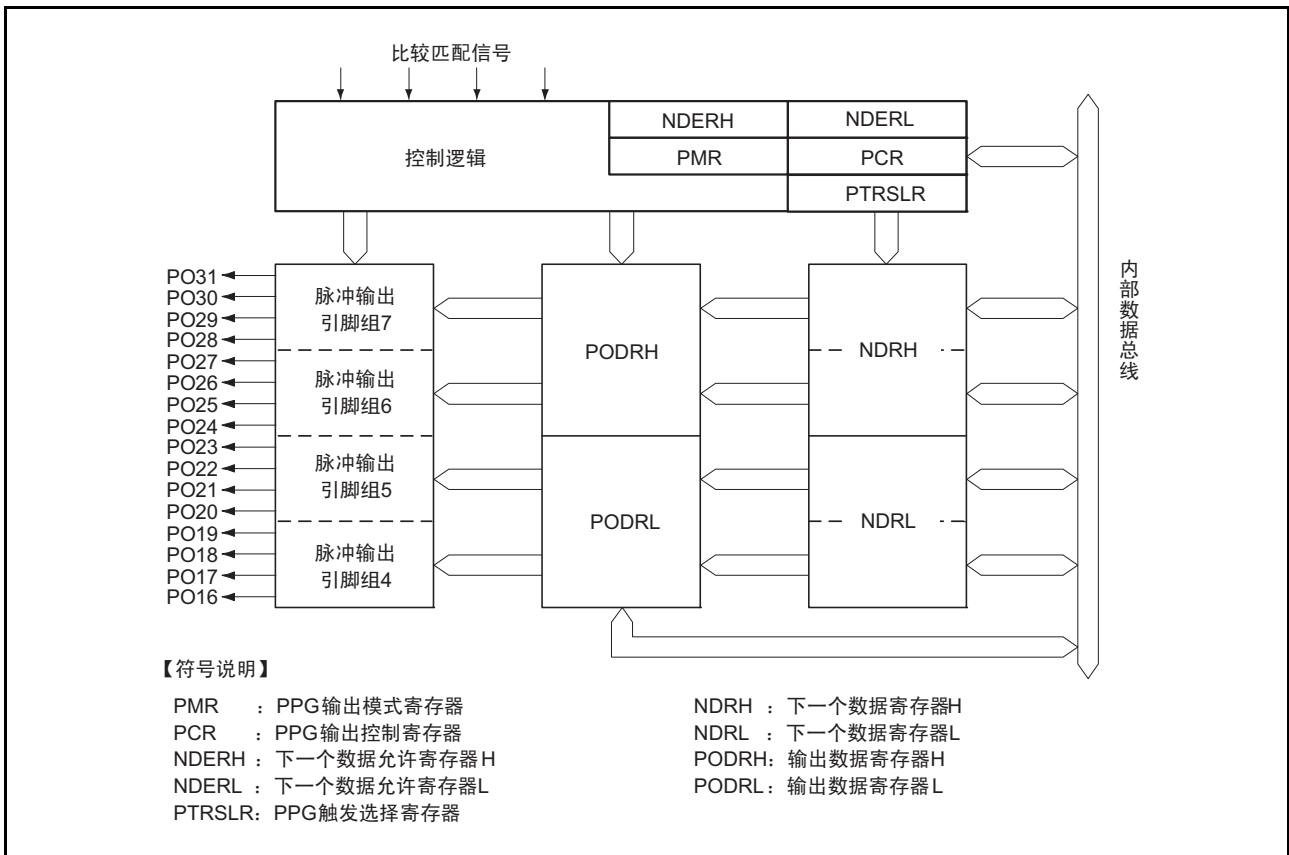 比较匹配信号
控制逻辑
NDERH
NDERL
PMR
PCR
PTRSLR
PO31
PO30
PO29
PO28
PO27
PO26
PO25
PO24
PO23
PO22
PO21
PO20
PO19
PO18
PO17
PO16
脉冲输出
引脚组7
脉冲输出
引脚组6
脉冲输出
引脚组5
脉冲输出
引脚组4
PODRH
PODRL
NDRH
NDRL
内部数据总线
【符号说明】
PMR ：PPG输出模式寄存器
PCR ：PPG输出控制寄存器
NDERH ：下一个数据允许寄存器H
NDERL ：下一个数据允许寄存器L
PTRSLR：PPG触发选择寄存器
NDRH ：下一个数据寄存器H
NDRL ：下一个数据寄存器L
PODRH：输出数据寄存器H
PODRL：输出数据寄存器L